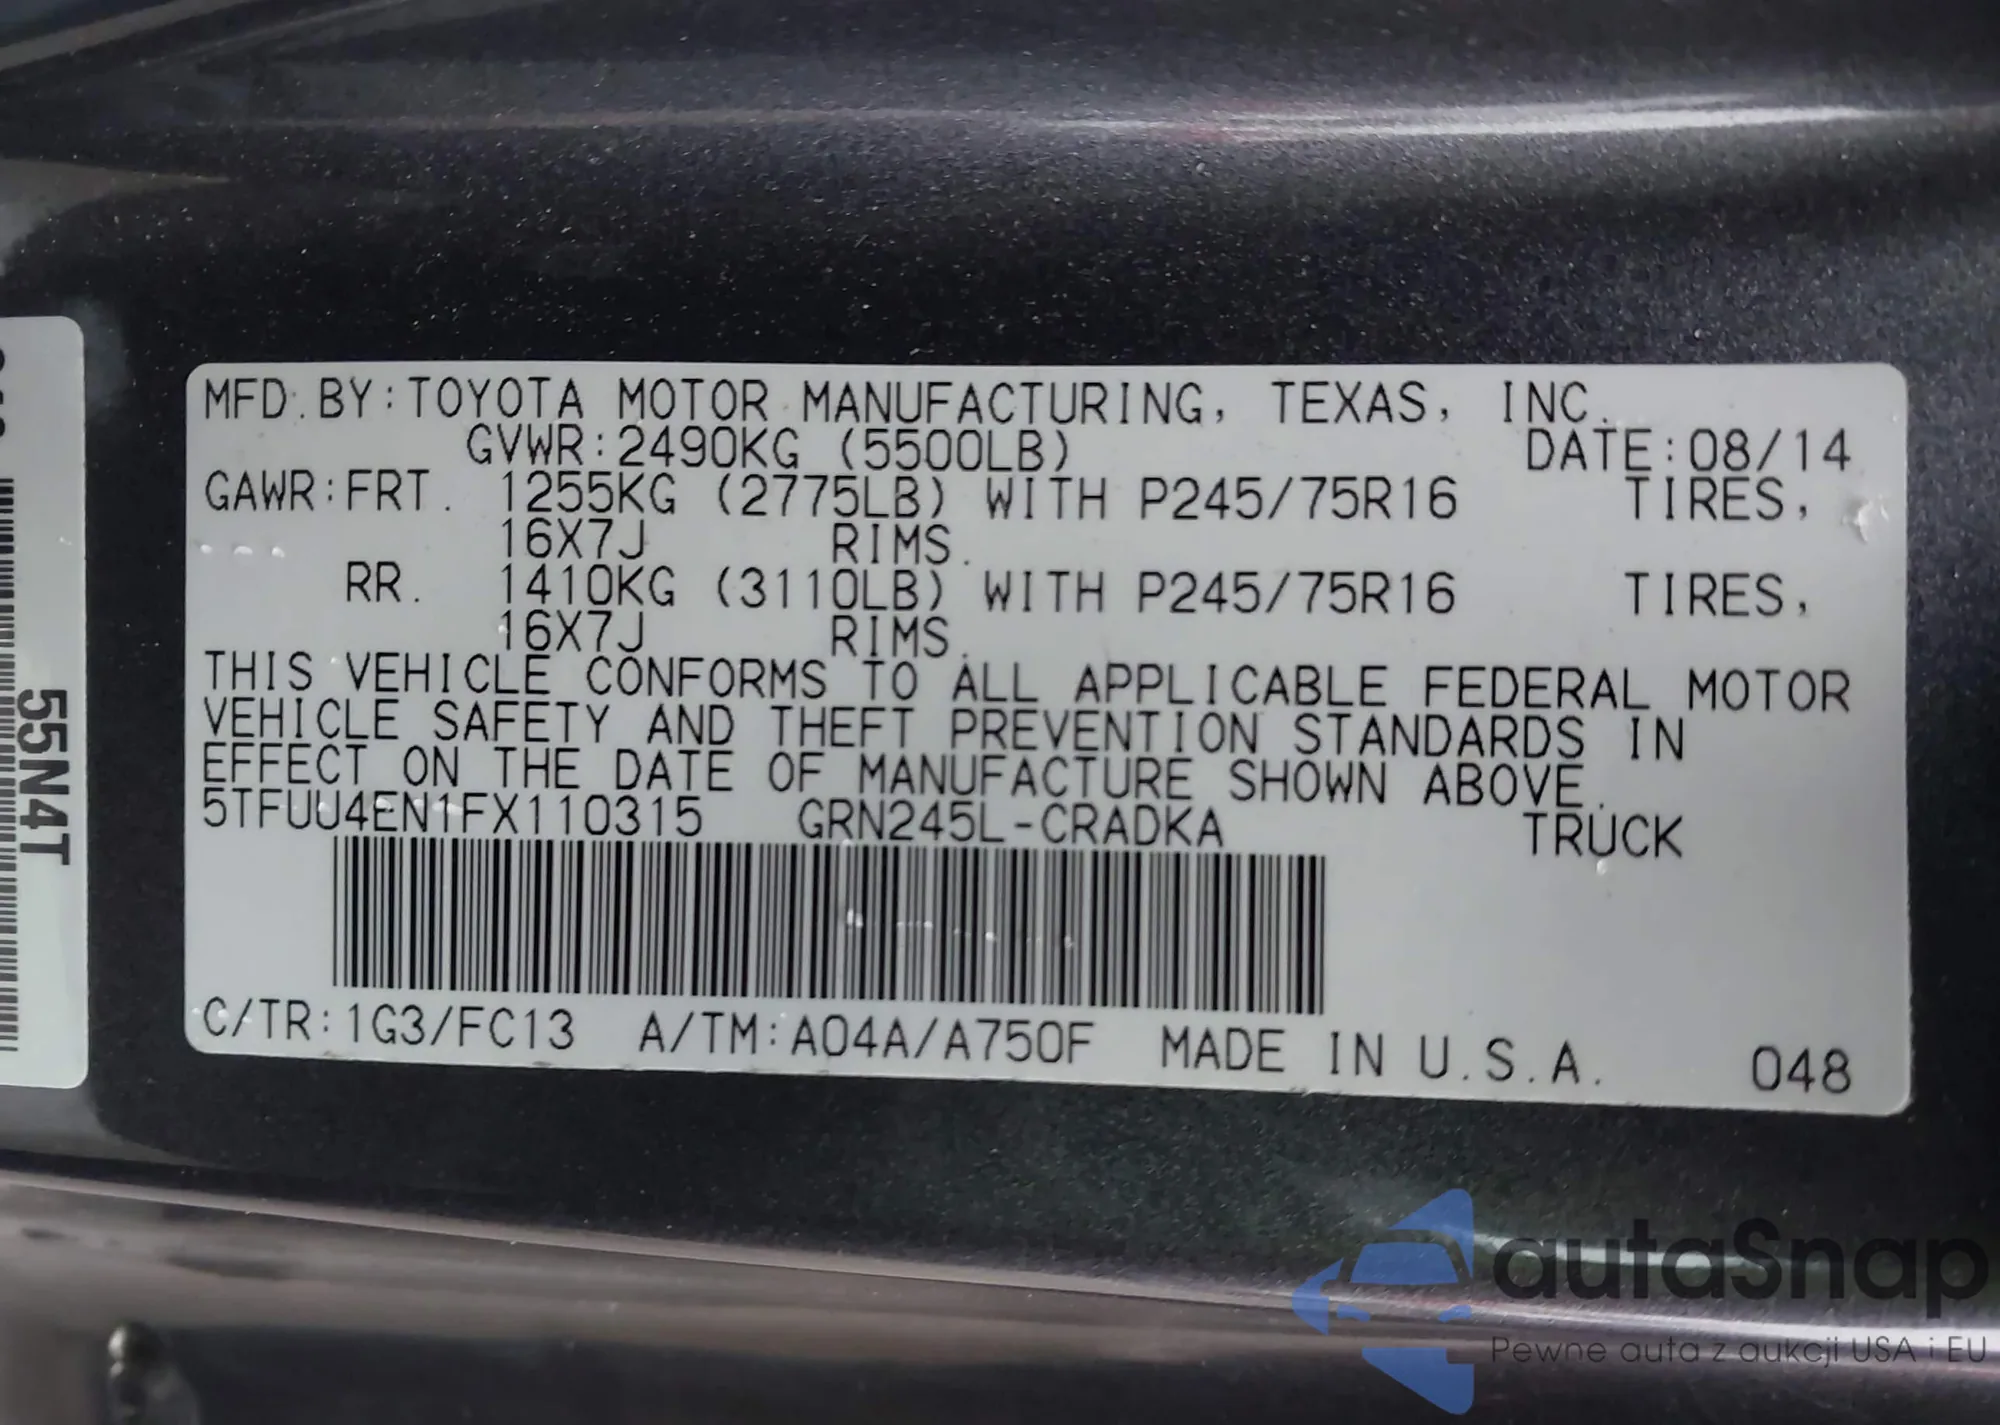 MFD. BY: TOYOTA MOTOR MANUFACTURING, TEXAS, INC.
GVWR: 2490KG (5500LB) DATE: 08/14
GAWR: FRT. 1255KG (2775LB) WITH P245/75R16 TIRES,
16X7J RIMS.
RR. 1410KG (3110LB) WITH P245/75R16 TIRES,
16X7J RIMS.
THIS VEHICLE CONFORMS TO ALL APPLICABLE FEDERAL MOTOR
VEHICLE SAFETY AND THEFT PREVENTION STANDARDS IN
EFFECT ON THE DATE OF MANUFACTURE SHOWN ABOVE.
5TFUU4EN1FX110315 GRN245L-CRADKA TRUCK
C/TR: 1G3/FC13 A/TM: A04A/A750F MADE IN U.S.A. 048
55N4T
autaSnap
Pewne auta z aukcji USA i EU